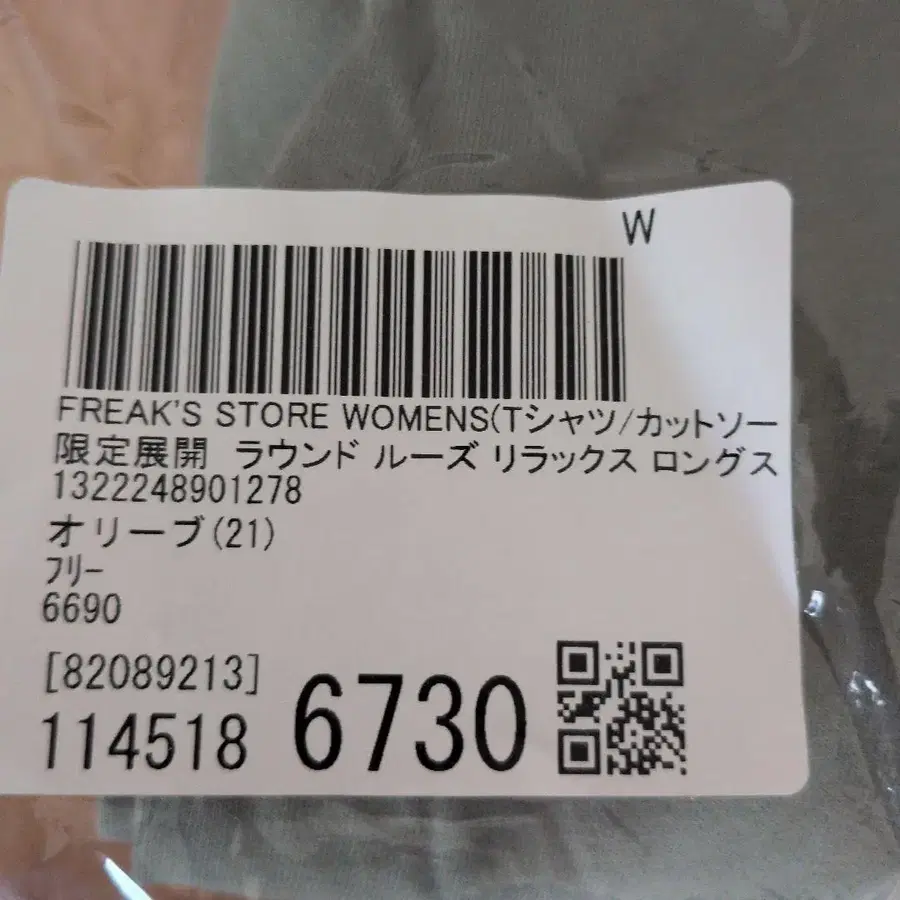 W
FREAK'S STORE WOMENS(Tシャツ/カットソー
限定展開 ラウンド ルーズ リラックス ロングス
1322248901278
オリーブ(21)
ﾌﾘｰ
6690
[82089213]
114518 6730